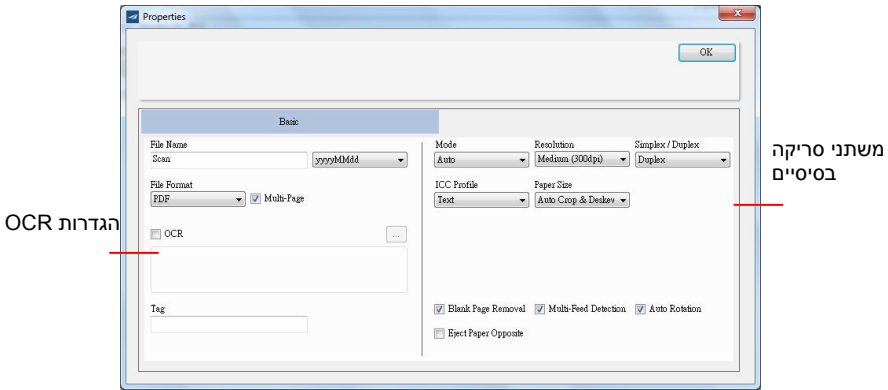 Properties
OK
Basic
File Name
Scan
yyyyMMdd
File Format
PDF
Multi-Page
OCR
...
Tag
Mode
Resolution
Simplex / Duplex
Auto
Medium (300dpi)
Duplex
ICC Profile
Paper Size
Text
Auto Crop & Deskew
Blank Page Removal
Multi-Feed Detection
Auto Rotation
Eject Paper Opposite
משתני סריקה
בסיסיים
הגדרות OCR